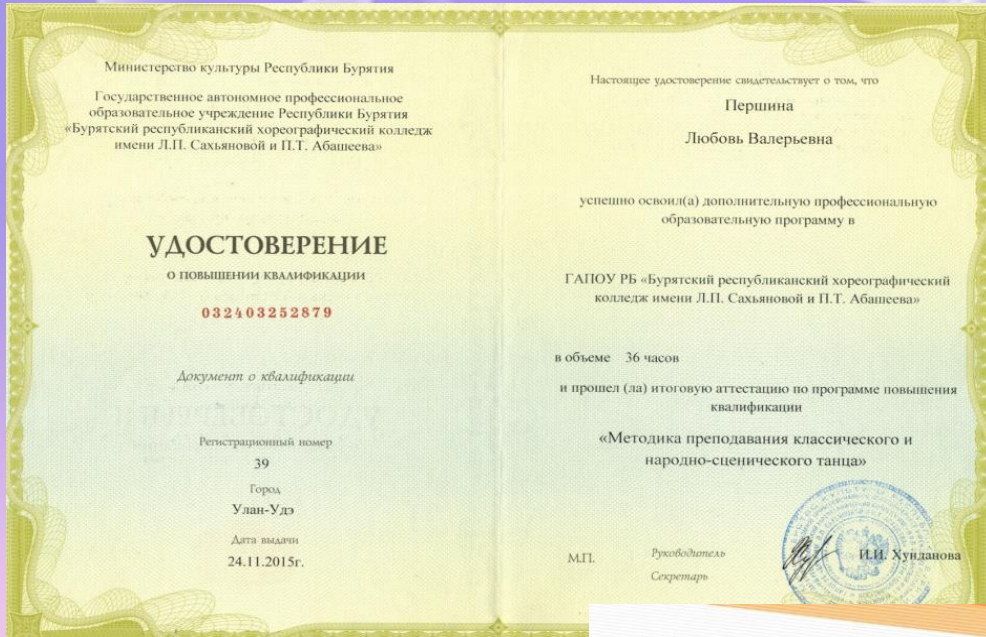 Министерство культуры Республики Бурятия
Государственное автономное профессиональное
образовательное учреждение Республики Бурятия
«Бурятский республиканский хореографический колледж
имени Л.П. Сахьяновой и П.Т. Абашеева»
УДОСТОВЕРЕНИЕ
О ПОВЫШЕНИИ КВАЛИФИКАЦИИ
032403252879
Документ о квалификации
Регистрационный номер
39
Город
Улан-Удэ
Дата выдачи
24.11.2015г.
Настоящее удостоверение свидетельствует о том, что
Першина
Любовь Валерьевна
успешно освоил(а) дополнительную профессиональную
образовательную программу в
ГАПОУ РБ «Бурятский республиканский хореографический
колледж имени Л.П. Сахьяновой и П.Т. Абашеева»
в объеме 36 часов
и прошел (ла) итоговую аттестацию по программе повышения
квалификации
«Методика преподавания классического и
народно-сценического танца»
М.П.
Руководитель
И.И. Хунданова
Секретарь